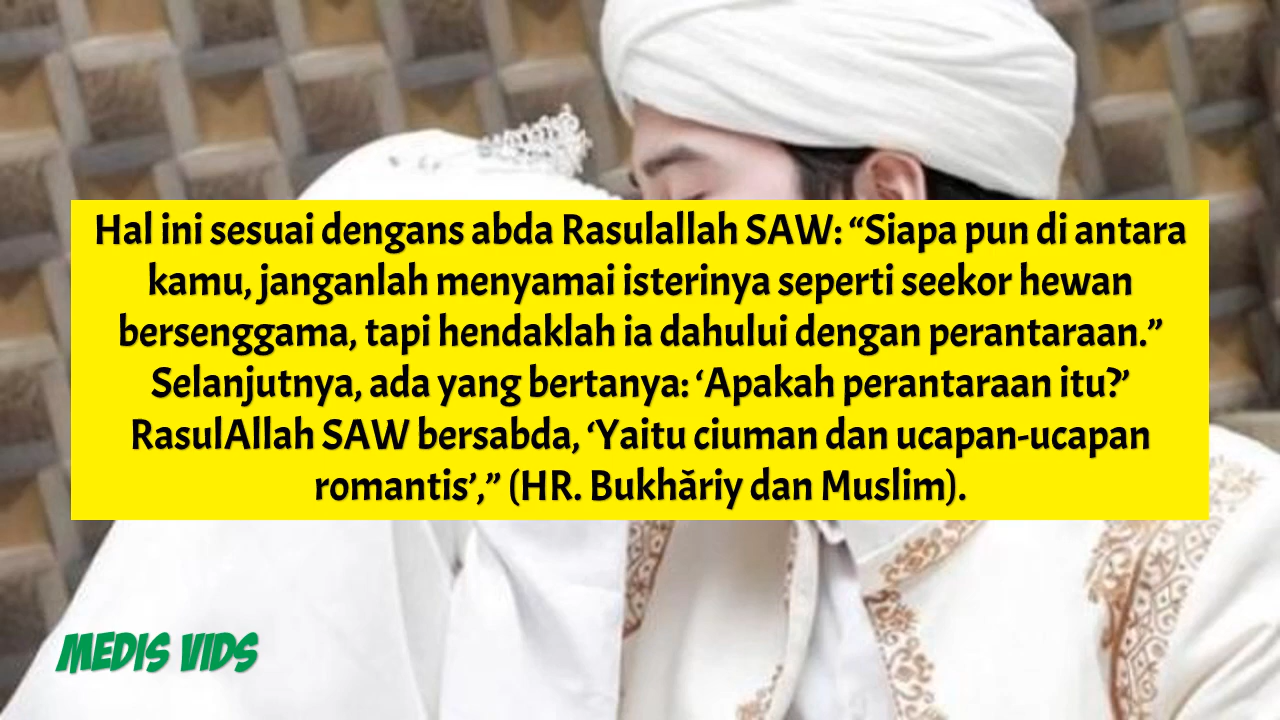 Hal ini sesuai dengans abda Rasulallah SAW: “Siapa pun di antara
kamu, janganlah menyamai isterinya seperti seekor hewan
bersenggama, tapi hendaklah ia dahului dengan perantaraan.”
Selanjutnya, ada yang bertanya: ‘Apakah perantaraan itu?’
RasulAllah SAW bersabda, ‘Yaitu ciuman dan ucapan-ucapan
romantis’,” (HR. Bukhăriy dan Muslim).
MEDIS VIDS